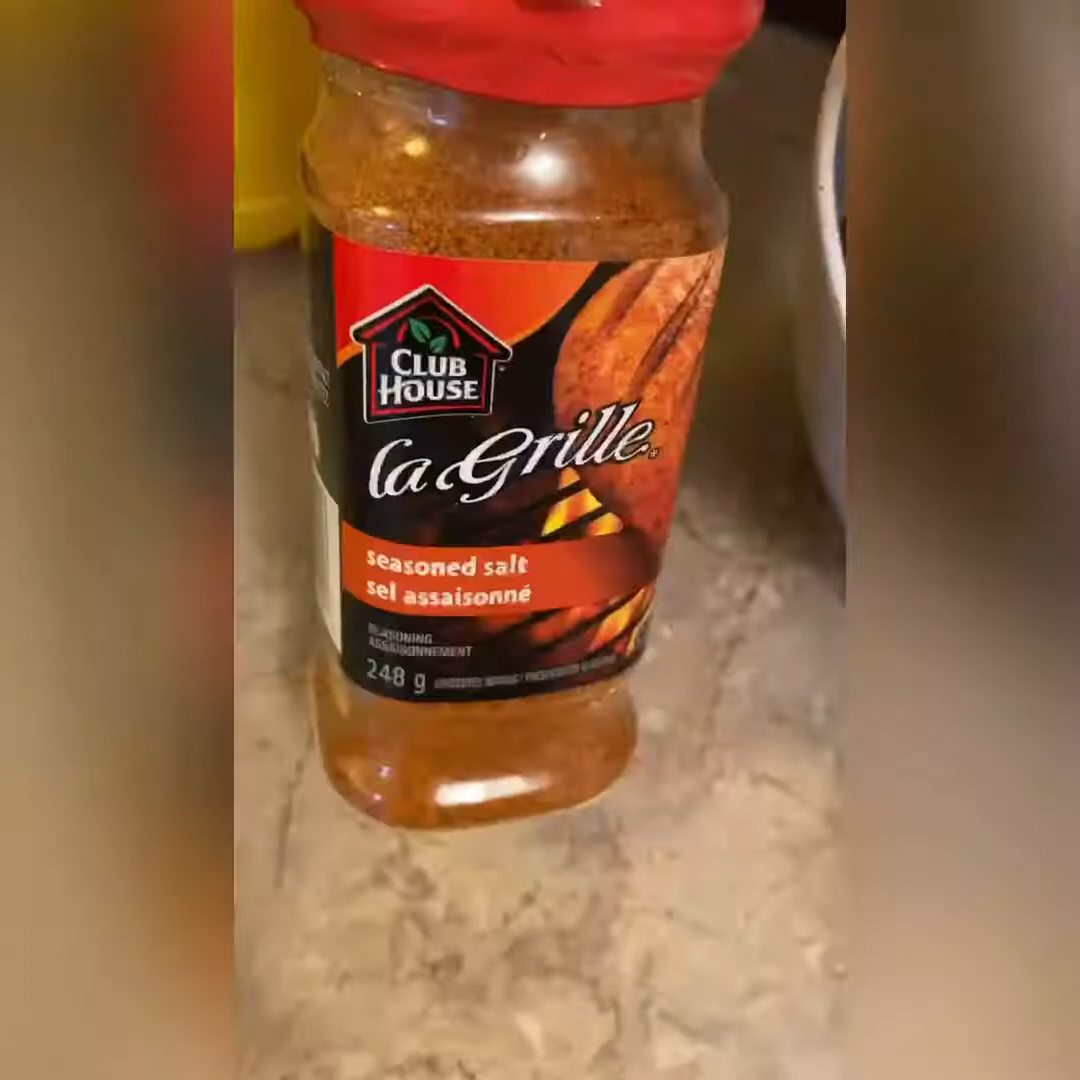 CLUB
HOUSE
la Grille
seasoned salt
sel assaisonné
SEASONING
ASSAISONNEMENT
248 g